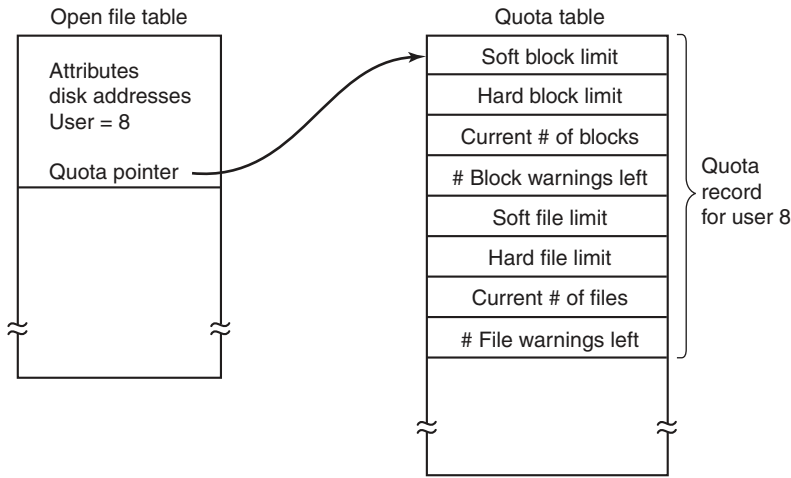 Open file table
Attributes
disk addresses
User = 8
Quota pointer
Quota table
Soft block limit
Hard block limit
Current # of blocks
# Block warnings left
Soft file limit
Hard file limit
Current # of files
# File warnings left
Quota
record
for user 8